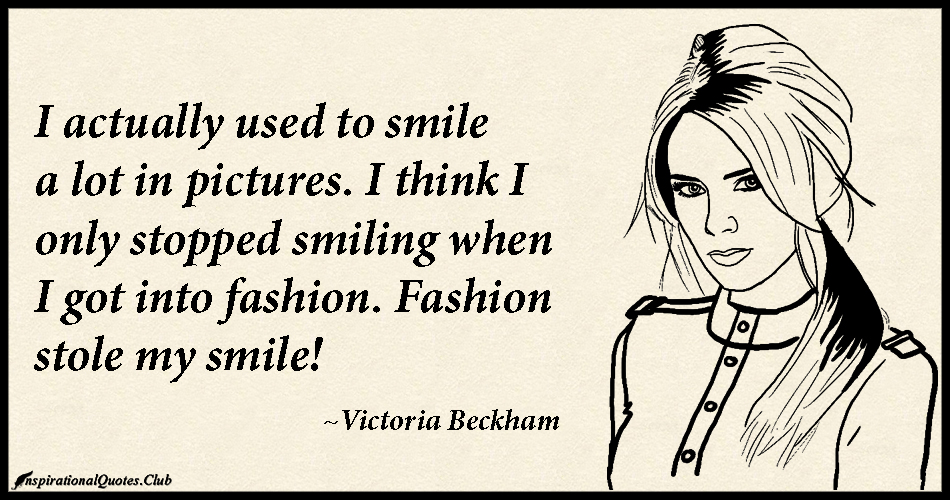 I actually used to smile
a lot in pictures. I think I
only stopped smiling when
I got into fashion. Fashion
stole my smile!
~Victoria Beckham
InspirationalQuotes.Club